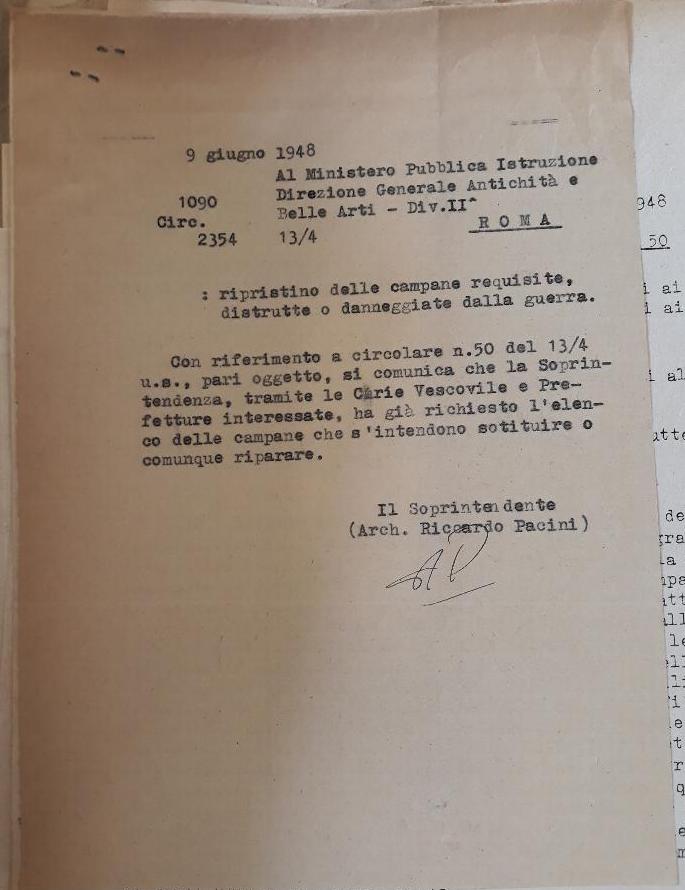 9 giugno 1948
Al Ministero Pubblica Istruzione
1090 Direzione Generale Antichità e
Circ. Belle Arti - Div.II^
R O M A
2354 13/4
: ripristino delle campane requisite,
distrutte o danneggiate dalla guerra.
Con riferimento a circolare n.50 del 13/4
u.s., pari oggetto, si comunica che la Soprin-
tendenza, tramite le Curie Vescovile e Pre-
fetture interessate, ha già richiesto l'elen-
co delle campane che s'intendono sotituire o
comunque riparare.
Il Soprintendente
(Arch. Riccardo Pacini)
948
50